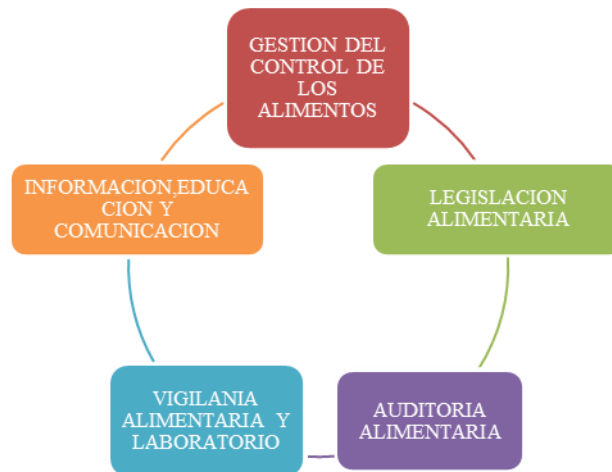 GESTION DEL
CONTROL DE
LOS
ALIMENTOS
INFORMACION,EDUCA
CION Y
COMUNICACION
LEGISLACION
ALIMENTARIA
VIGILANIA
ALIMENTARIA Y
LABORATORIO
AUDITORIA
ALIMENTARIA